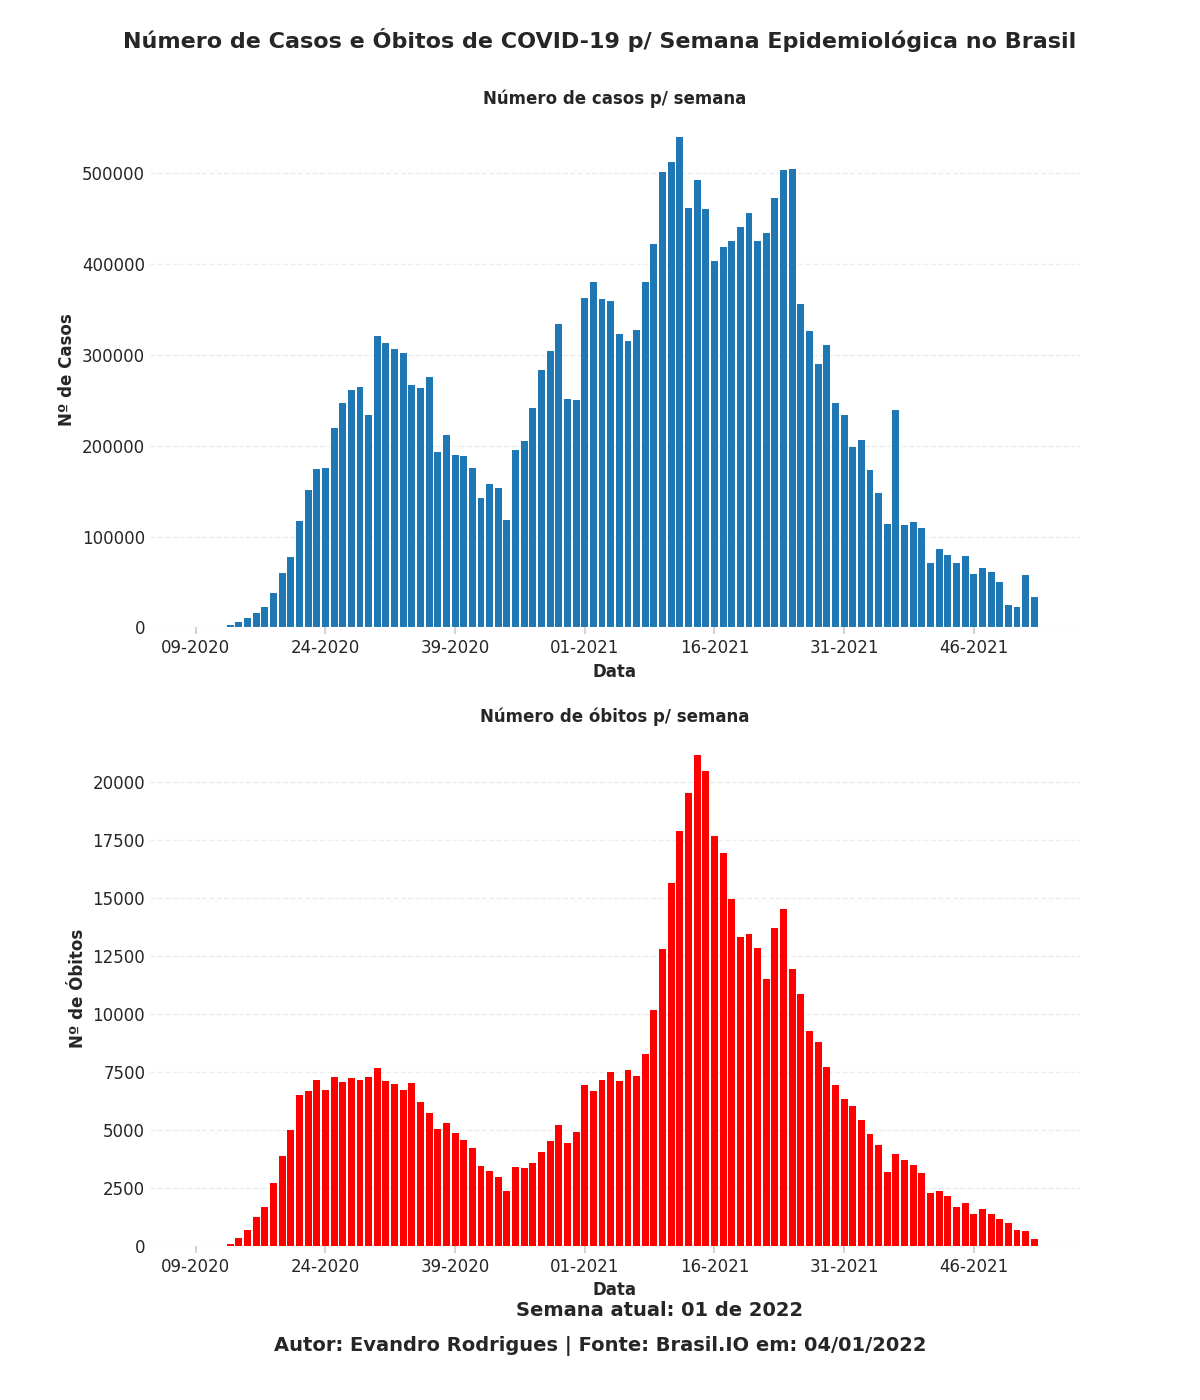 Número de Casos e Óbitos de COVID-19 p/ Semana Epidemiológica no Brasil
Número de casos p/ semana
500000
400000
300000
200000
100000
0
Nº de Casos
09-2020 24-2020 39-2020 01-2021 16-2021 31-2021 46-2021
Data
Número de óbitos p/ semana
20000
17500
15000
12500
10000
7500
5000
2500
0
Nº de Óbitos
09-2020 24-2020 39-2020 01-2021 16-2021 31-2021 46-2021
Data
Semana atual: 01 de 2022
Autor: Evandro Rodrigues | Fonte: Brasil.IO em: 04/01/2022